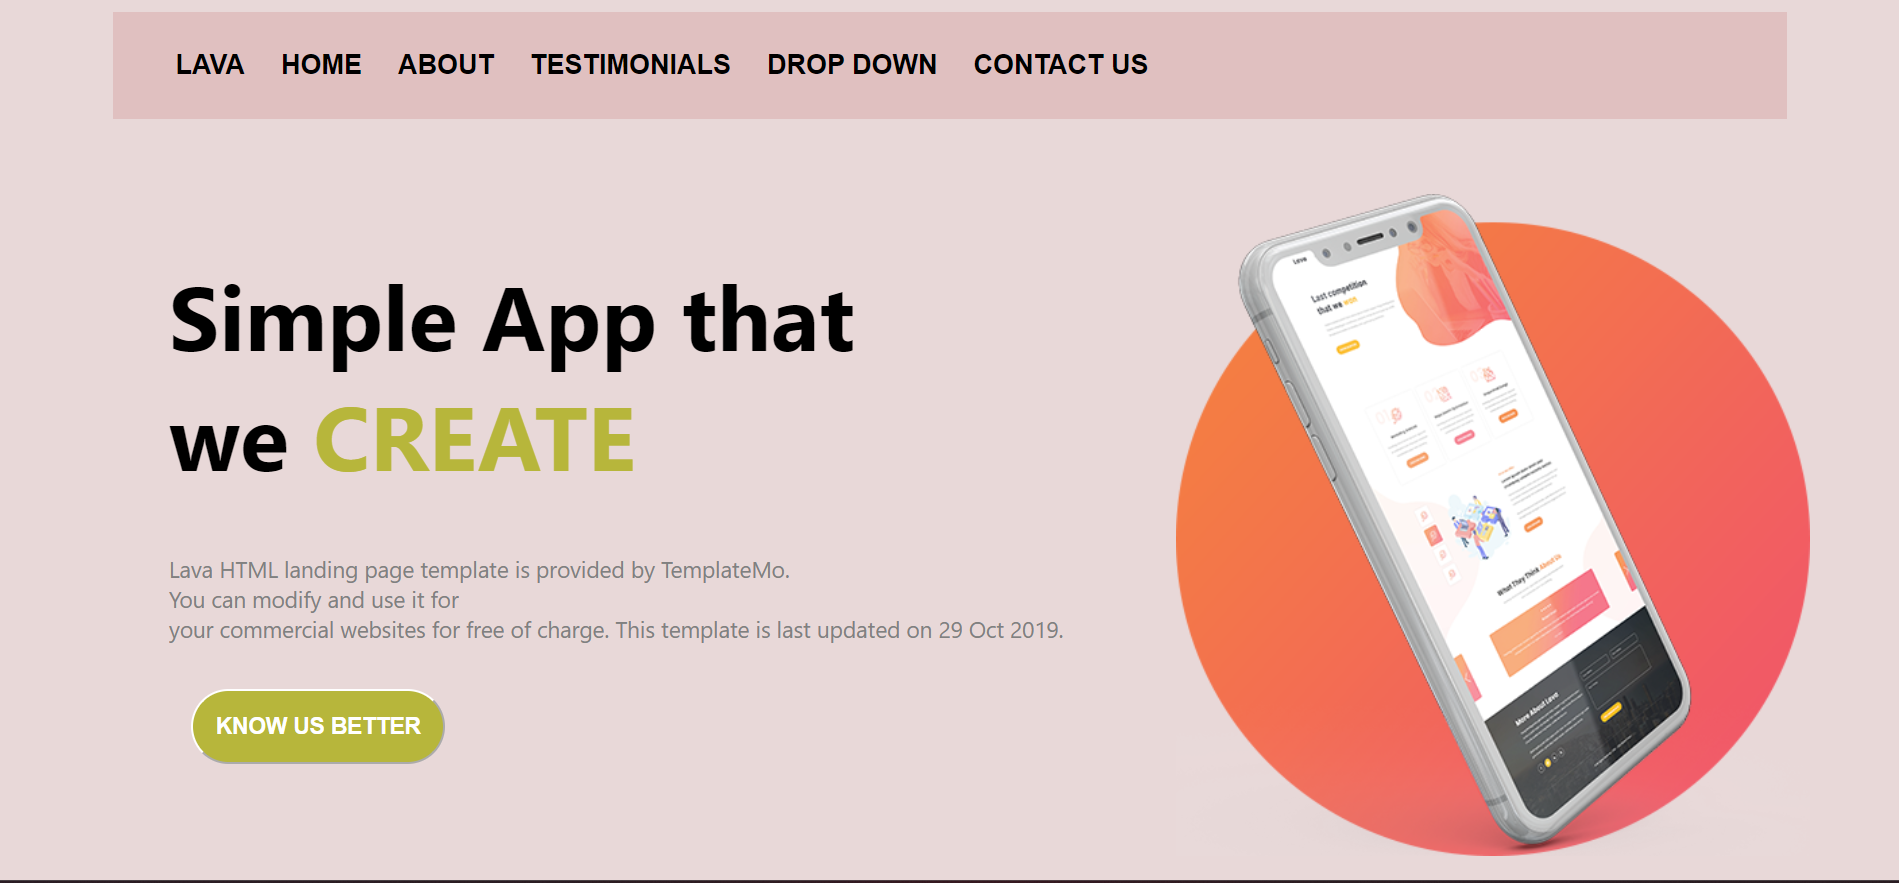 LAVA HOME ABOUT TESTIMONIALS DROP DOWN CONTACT US
Simple App that
we CREATE
Lava HTML landing page template is provided by TemplateMo.
You can modify and use it for
your commercial websites for free of charge. This template is last updated on 29 Oct 2019.
KNOW US BETTER
Lava
Last competition
that we won
What They Think About Us
More About Lava